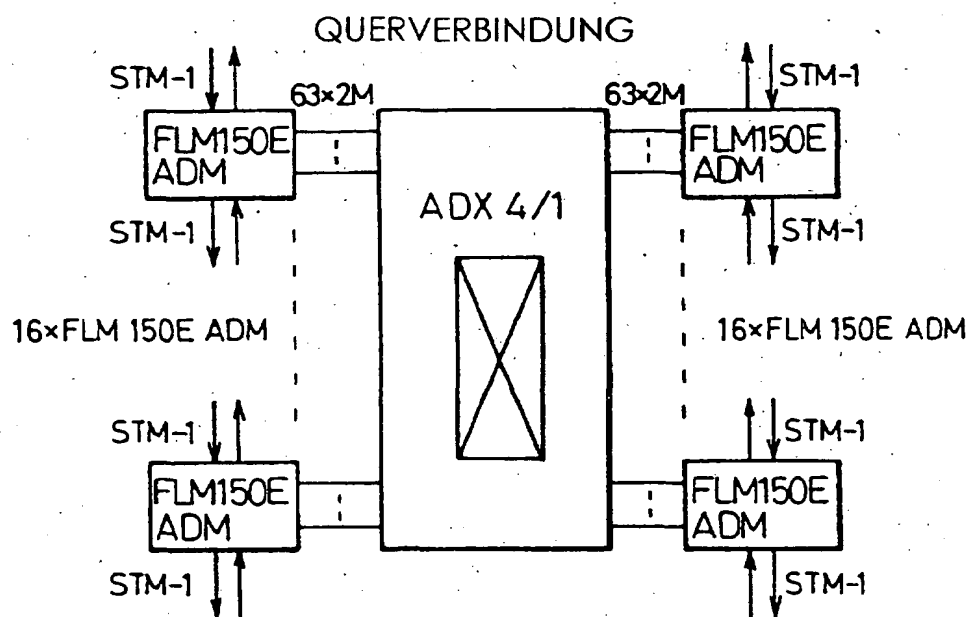 QUERVERBINDUNG
STM-1
63×2M
63×2M
STM-1
FLM150E
ADM
FLM150E
ADM
ADX 4/1
STM-1
STM-1
16×FLM 150E ADM
16×FLM 150E ADM
STM-1
STM-1
FLM150E
ADM
FLM150E
ADM
STM-1
STM-1